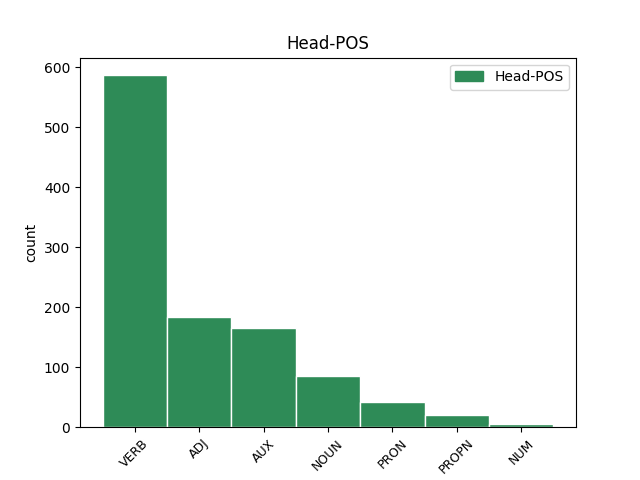 Head-POS
Head-POS
600
500
400
300
200
100
0
count
VERB
ADJ
AUX
NOUN
PRON
PROPN
NUM